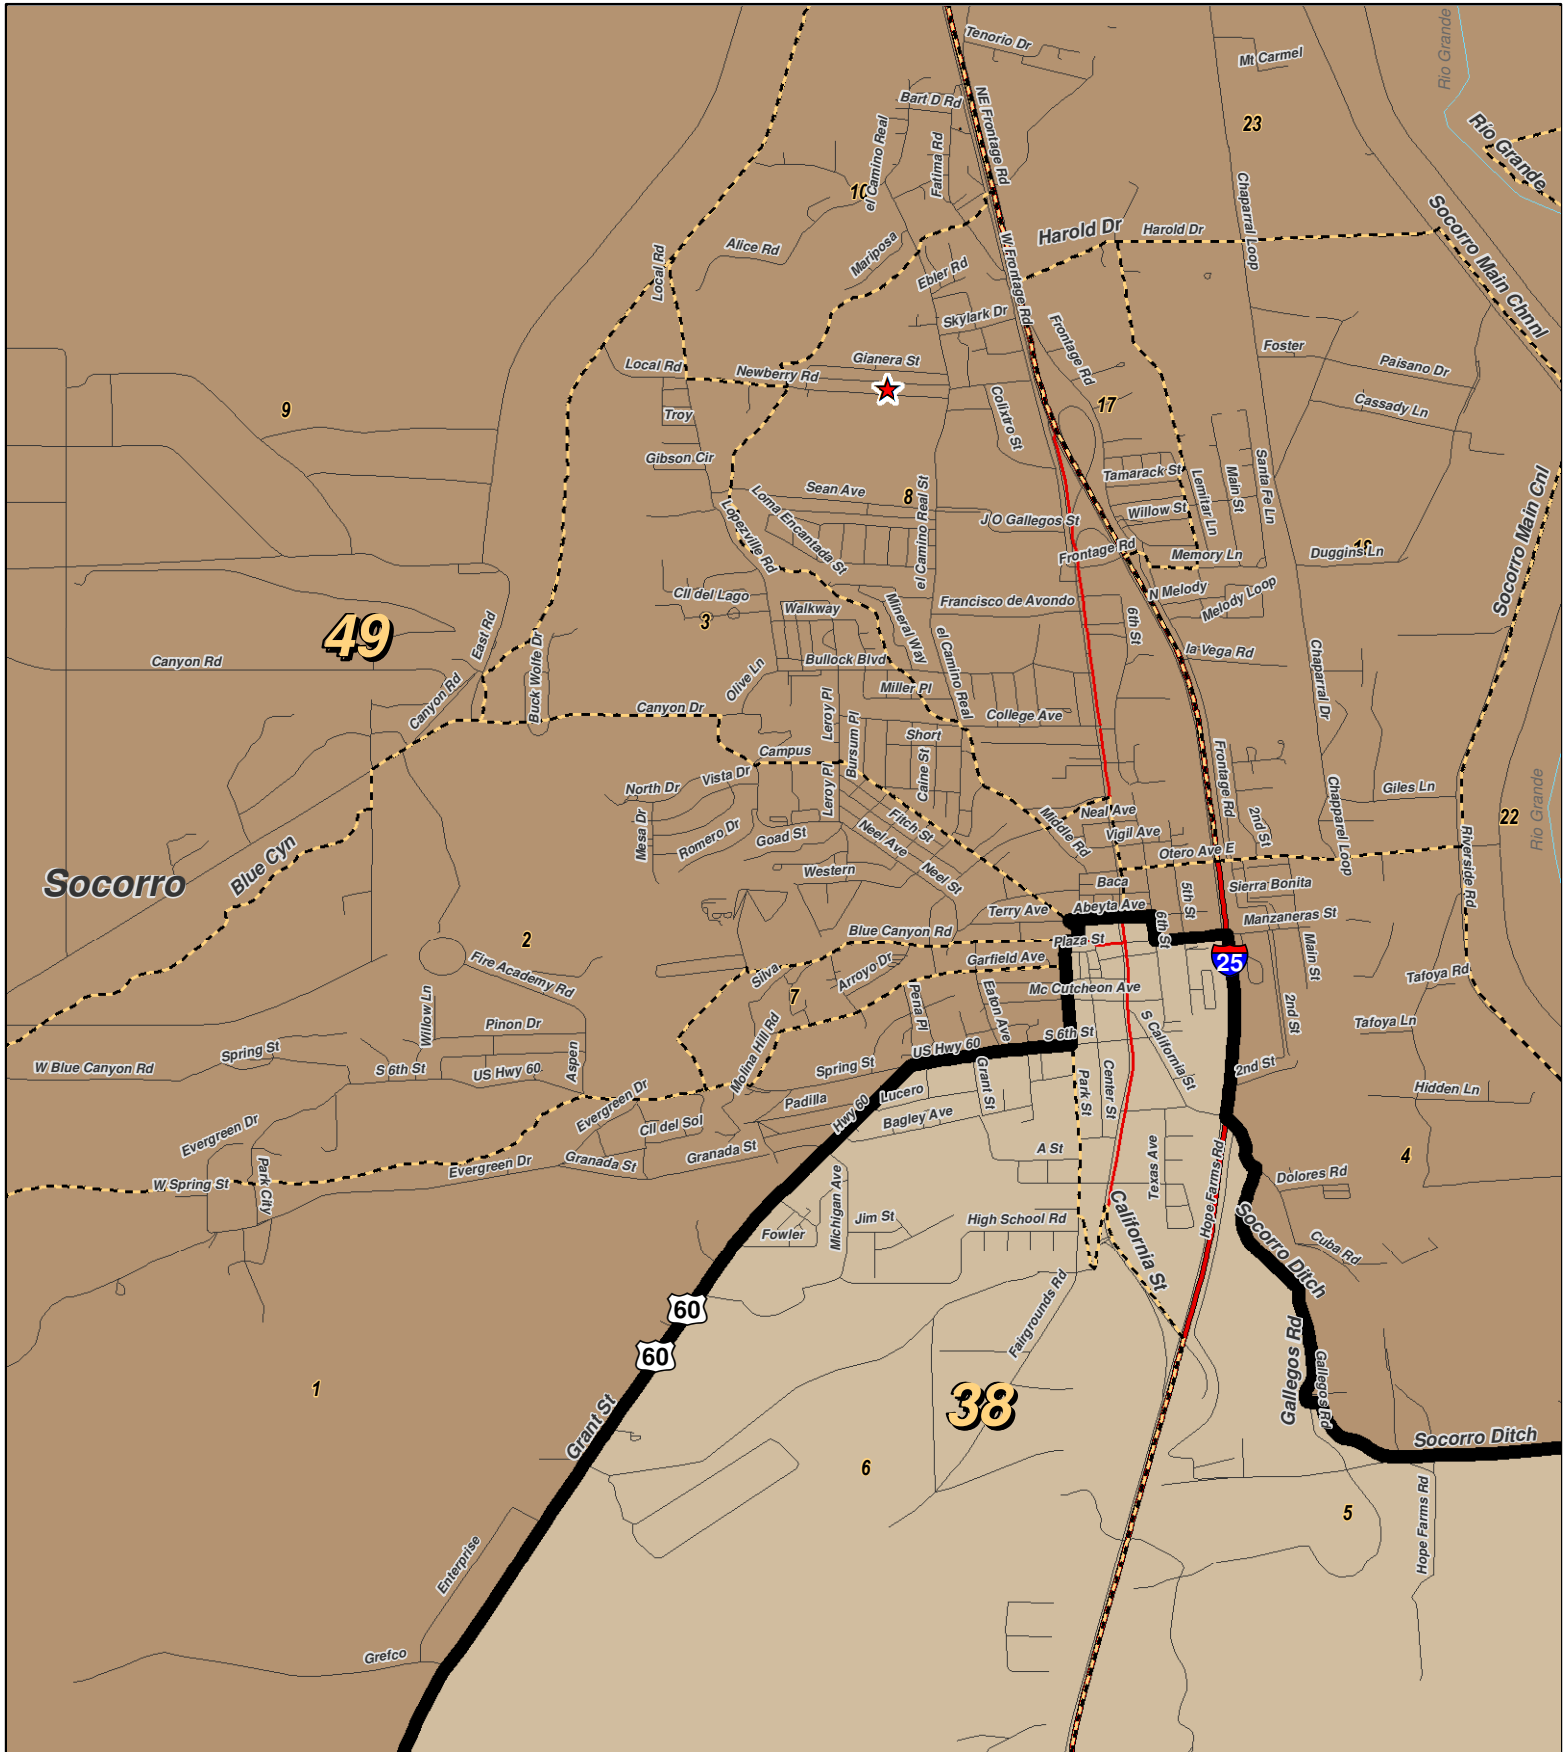 Tenorio Dr
Mt Carmel
Rio Grande
Bart D Rd
NE Frontage Rd
23
Rio Grande
el Camino Real
Fatima Rd
10
Chaparral Loop
Socorro Main Chnnl
Harold Dr
Harold Dr
Alice Rd
Mariposa
W Frontage Rd
Local Rd
Ebler Rd
Skylark Dr
Frontage Rd
Foster
Paisano Dr
Gianera St
Local Rd
Newberry Rd
9
Troy
Colixtro St
17
Cassady Ln
Gibson Cir
Tamarack St
Lemitar Ln
Main St
Santa Fe Ln
Sean Ave
8
Loma Encantada St
Lopezville Rd
el Camino Real St
J O Gallegos St
Willow St
Socorro Main Cnl
Frontage Rd
Memory Ln
Duggins Ln
Cll del Lago
Walkway
Mineral Way
Francisco de Avondo
N Melody
Melody Loop
3
6th St
49
East Rd
Canyon Rd
Buck Wolfe Dr
Canyon Rd
Olive Ln
Bullock Blvd
el Camino Real
la Vega Rd
Chaparral Dr
Miller Pl
Canyon Dr
Leroy Pl
Bursum Pl
College Ave
Short
Campus
Caine St
Frontage Rd
Vista Dr
North Dr
Leroy Pl
Giles Ln
Chapparel Loop
22
Rio Grande
Mesa Dr
Romero Dr
Goad St
Fitch St
Neel Ave
Middle Rd
Neal Ave
Vigil Ave
2nd St
Otero Ave E
Riverside Rd
Socorro
Blue Cyn
Western
Neel St
Baca
5th St
Sierra Bonita
Terry Ave
Abeyta Ave
6th St
Manzaneras St
Main St
2
Blue Canyon Rd
Plaza St
25
Fire Academy Rd
Silva
Arroyo Dr
Garfield Ave
Tafoya Rd
7
Mc Cutcheon Ave
Willow Ln
Pena Pl
Eaton Ave
2nd St
Pinon Dr
S California St
Tafoya Ln
Spring St
Molina Hill Rd
S 6th St
US Hwy 60
W Blue Canyon Rd
S 6th St
US Hwy 60
Aspen
Spring St
Grant St
Park St
Center St
2nd St
Hidden Ln
Evergreen Dr
Padilla
Lucero
Hwy 60
Bagley Ave
Evergreen Dr
Cll del Sol
A St
Texas Ave
Hope Farms Rd
4
Park City
Evergreen Dr
Granada St
Granada St
W Spring St
Dolores Rd
Michigan Ave
Jim St
High School Rd
California St
Socorro Ditch
Fowler
Cuba Rd
60
60
Fairgrounds Rd
Gallegos Rd
Gallegos Rd
1
38
Grant St
Socorro Ditch
6
5
Hope Farms Rd
Enterprise
Grefco